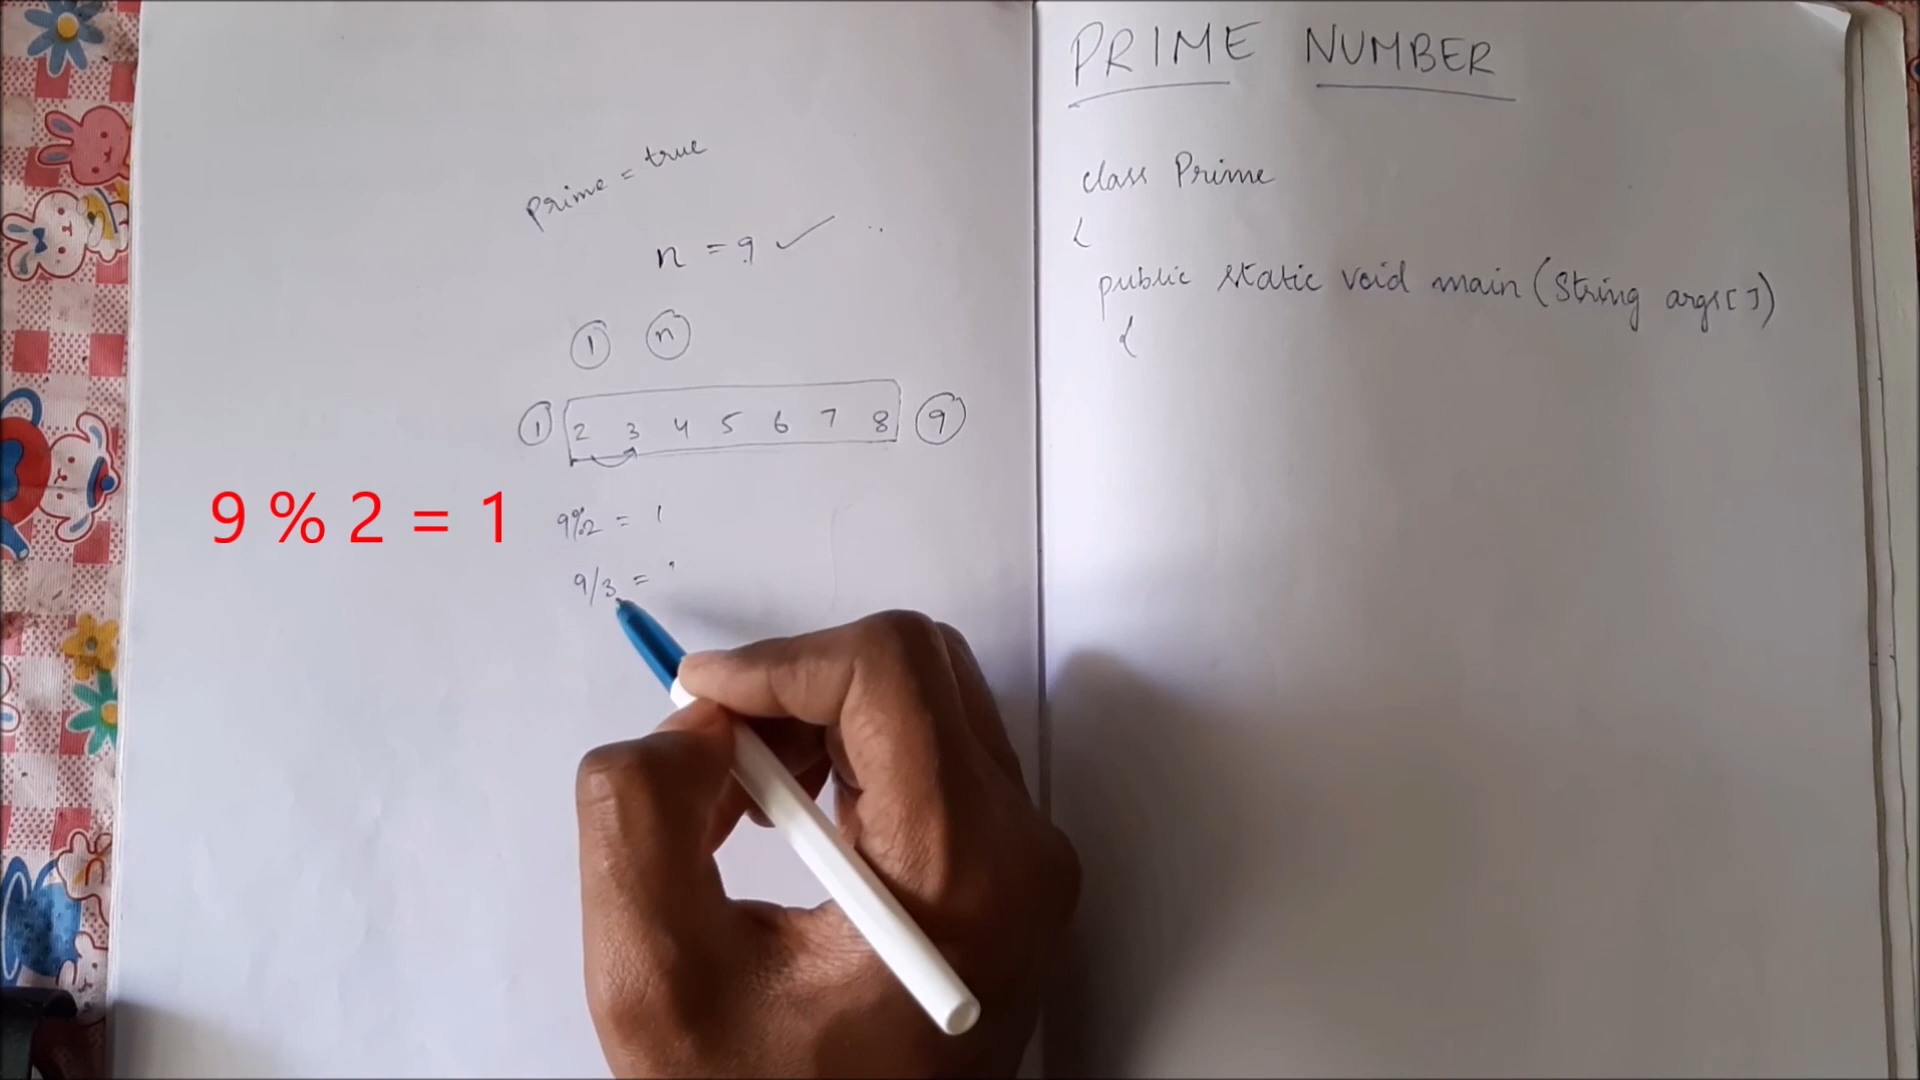 prime = true
n = 9 ✓
1 n
1 2 3 4 5 6 7 8 9
9 % 2 = 1
9%2 = 1
9/3 =
PRIME NUMBER
class Prime
{
public static void main (String args[])
{